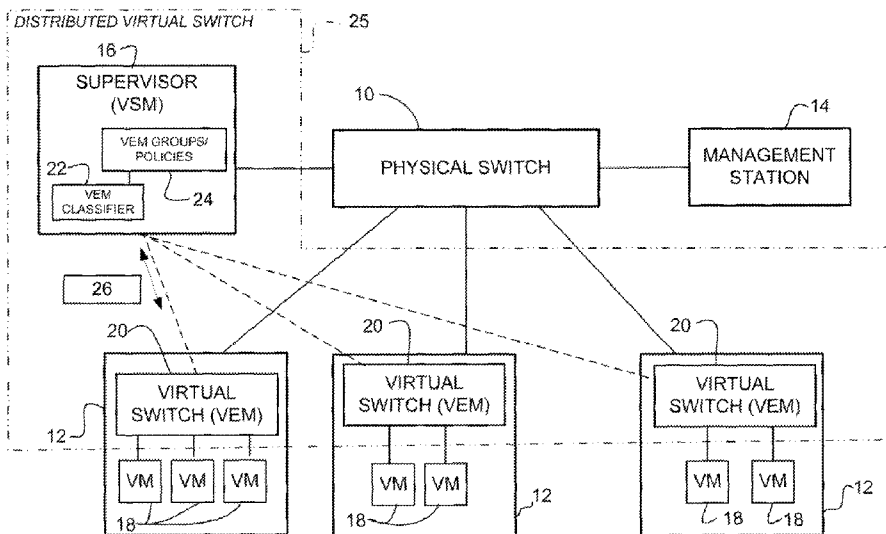 DISTRIBUTED VIRTUAL SWITCH
25
16
SUPERVISOR
(VSM)
VEM GROUPS/
POLICIES
22
24
VEM
CLASSIFIER
10
PHYSICAL SWITCH
14
MANAGEMENT
STATION
26
20
VIRTUAL
SWITCH (VEM)
12
VM
VM
VM
18
20
VIRTUAL
SWITCH (VEM)
VM
VM
18
12
20
VIRTUAL
SWITCH (VEM)
VM
VM
12
18
18